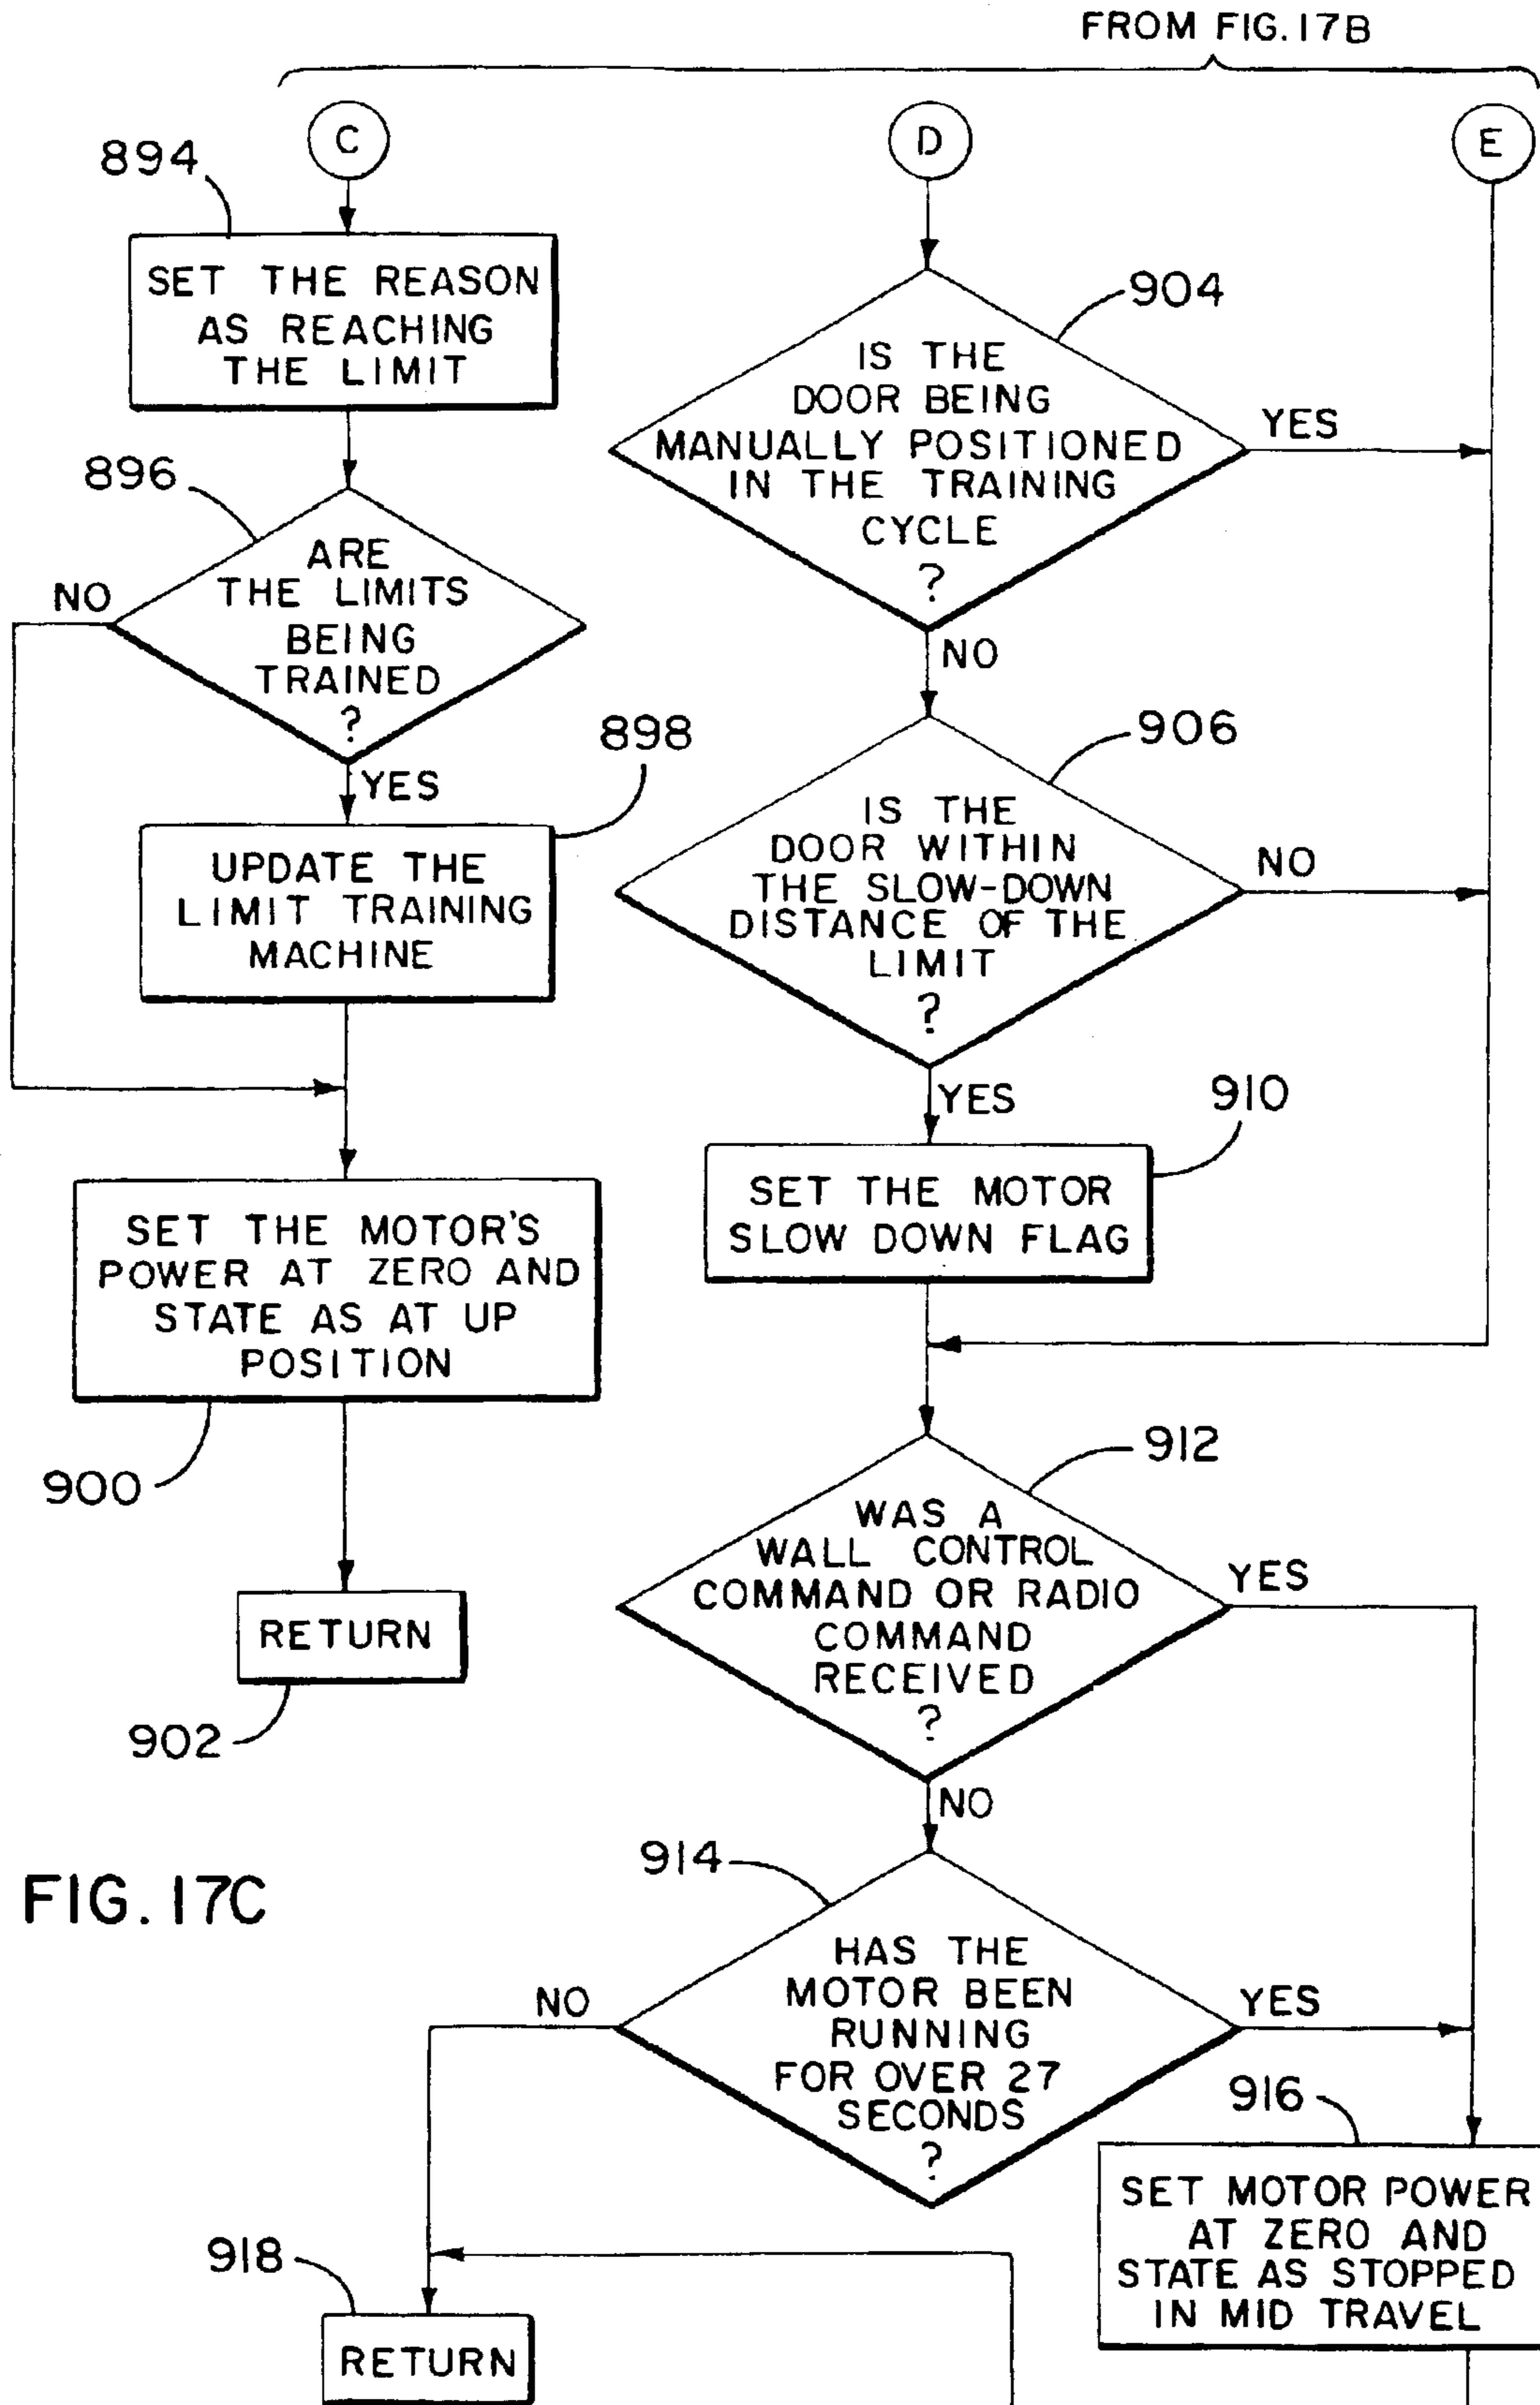 FROM FIG. 17B
C
D
E
894
SET THE REASON
AS REACHING
THE LIMIT
896
ARE
THE LIMITS
BEING
TRAINED
?
NO
YES
898
UPDATE THE
LIMIT TRAINING
MACHINE
SET THE MOTOR'S
POWER AT ZERO AND
STATE AS AT UP
POSITION
900
RETURN
902
904
IS THE
DOOR BEING
MANUALLY POSITIONED
IN THE TRAINING
CYCLE
?
YES
NO
906
IS THE
DOOR WITHIN
THE SLOW-DOWN
DISTANCE OF THE
LIMIT
?
NO
YES
910
SET THE MOTOR
SLOW DOWN FLAG
912
WAS A
WALL CONTROL
COMMAND OR RADIO
COMMAND
RECEIVED
?
YES
NO
914
HAS THE
MOTOR BEEN
RUNNING
FOR OVER 27
SECONDS
?
NO
YES
916
SET MOTOR POWER
AT ZERO AND
STATE AS STOPPED
IN MID TRAVEL
918
RETURN
FIG. 17C